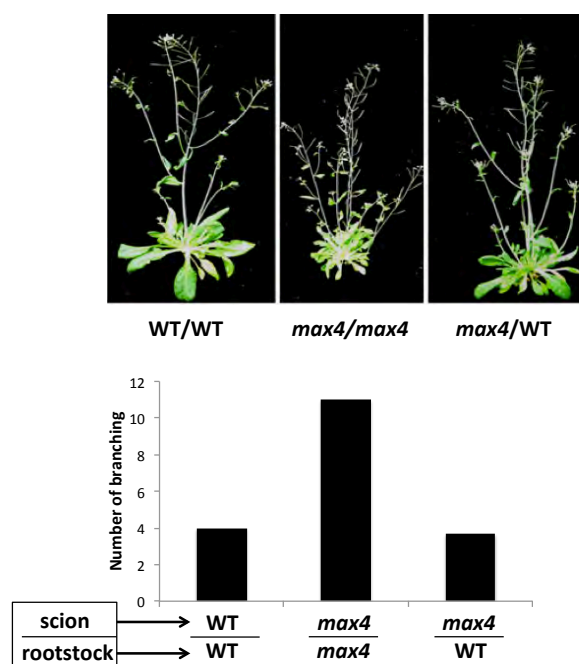 WT/WT max4/max4 max4/WT
Number of branching
12
10
8
6
4
2
0
scion WT max4 max4
rootstock WT max4 WT